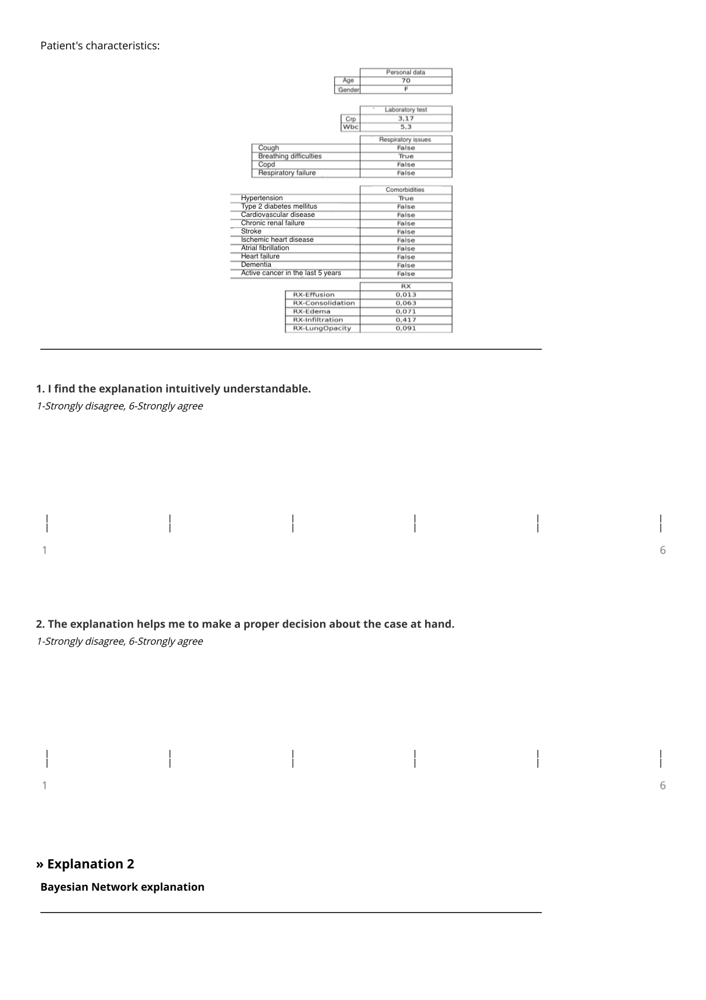 Patient's characteristics:
Personal data
Age 70
Gender F
Laboratory test
Crp 3,17
Wbc 5,3
Respiratory issues
Cough False
Breathing difficulties True
Copd False
Respiratory failure False
Comorbidities
Hypertension True
Type 2 diabetes mellitus False
Cardiovascular disease False
Chronic renal failure False
Stroke False
Ischemic heart disease False
Atrial fibrillation False
Heart failure False
Dementia False
Active cancer in the last 5 years False
RX
RX-Effusion 0,013
RX-Consolidation 0,063
RX-Edema 0,071
RX-Infiltration 0,417
RX-LungOpacity 0,091
1. I find the explanation intuitively understandable.
1-Strongly disagree, 6-Strongly agree
1 6
2. The explanation helps me to make a proper decision about the case at hand.
1-Strongly disagree, 6-Strongly agree
1 6
» Explanation 2
Bayesian Network explanation